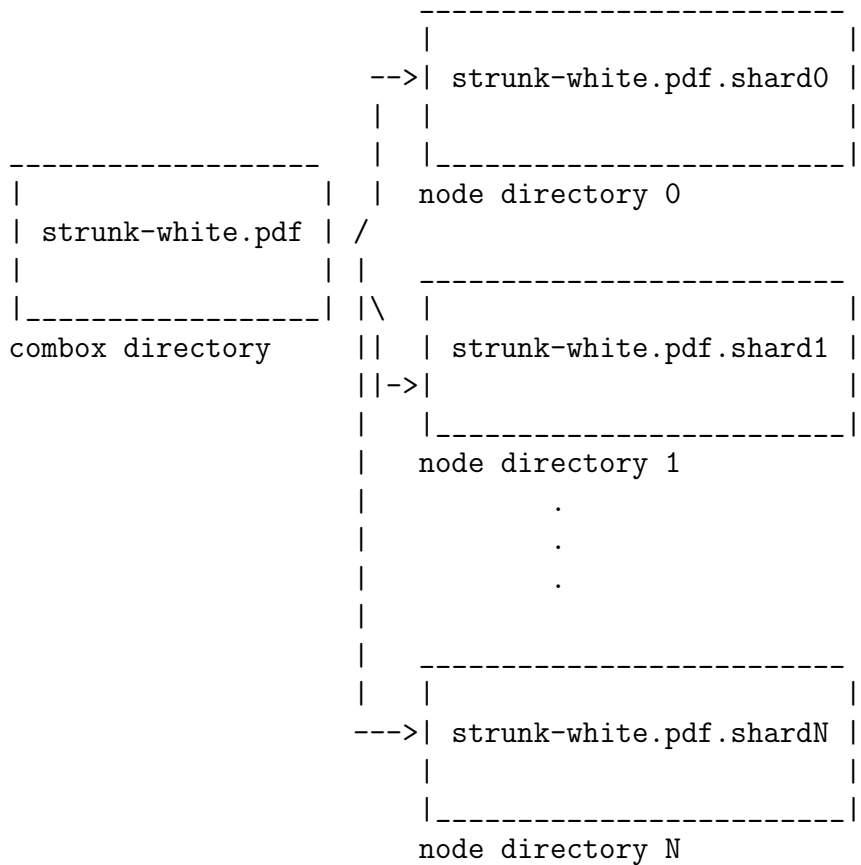 strunk-white.pdf.shard0
node directory 0
strunk-white.pdf
combox directory
strunk-white.pdf.shard1
node directory 1
.
.
.
strunk-white.pdf.shardN
node directory N